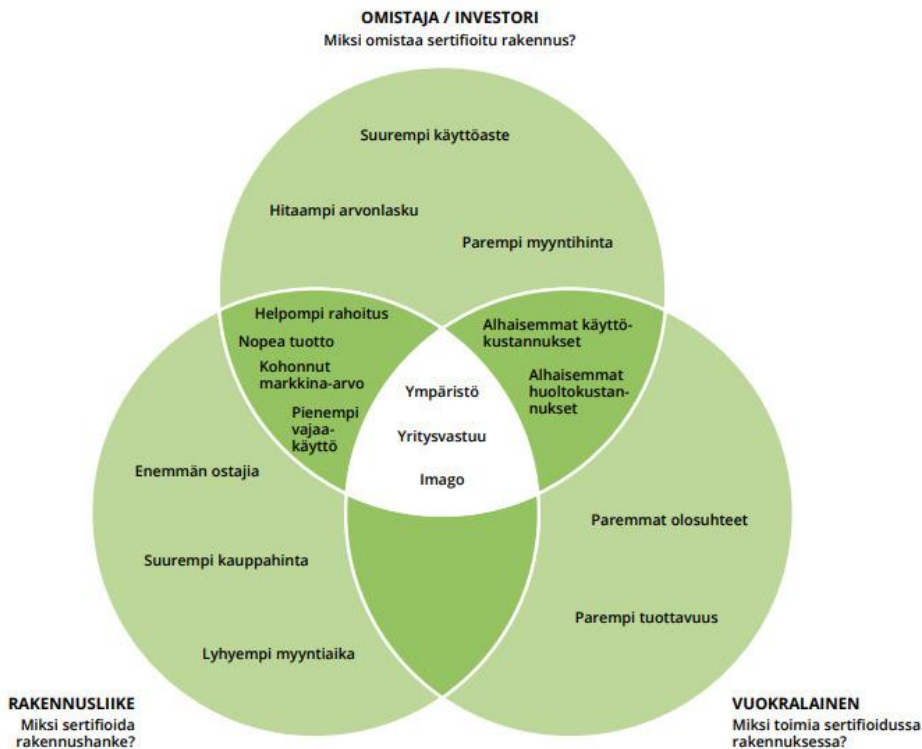 OMISTAJA / INVESTORI
Miksi omistaa sertifioitu rakennus?
Suurempi käyttöaste
Hitaampi arvonlasku
Parempi myyntihinta
Helpompi rahoitus
Nopea tuotto
Kohonnut
markkina-arvo
Pienempi
vajaa-
käyttö
Alhaisemmat käyttö-
kustannukset
Alhaisemmat
huoltokustan-
nukset
Ympäristö
Yritysvastuu
Imago
Enemmän ostajia
Suurempi kauppahinta
Lyhyempi myyntiaika
Paremmat olosuhteet
Parempi tuottavuus
RAKENNUSLIIKE
Miksi sertifioida
rakennushanke?
VUOKRALAINEN
Miksi toimia sertifioidussa
rakennuksessa?